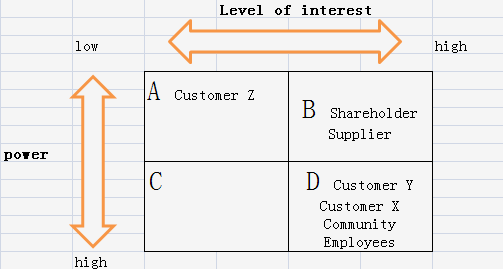 Level of interest
low
high
A Customer Z
B Shareholder
Supplier
power
C
D Customer Y
Customer X
Community
Employees
high